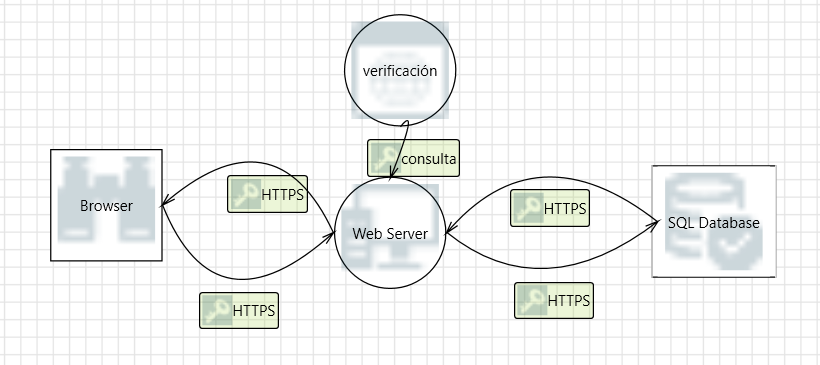 verificación
consulta
HTTPS
HTTPS
Browser
SQL Database
Web Server
HTTPS
HTTPS